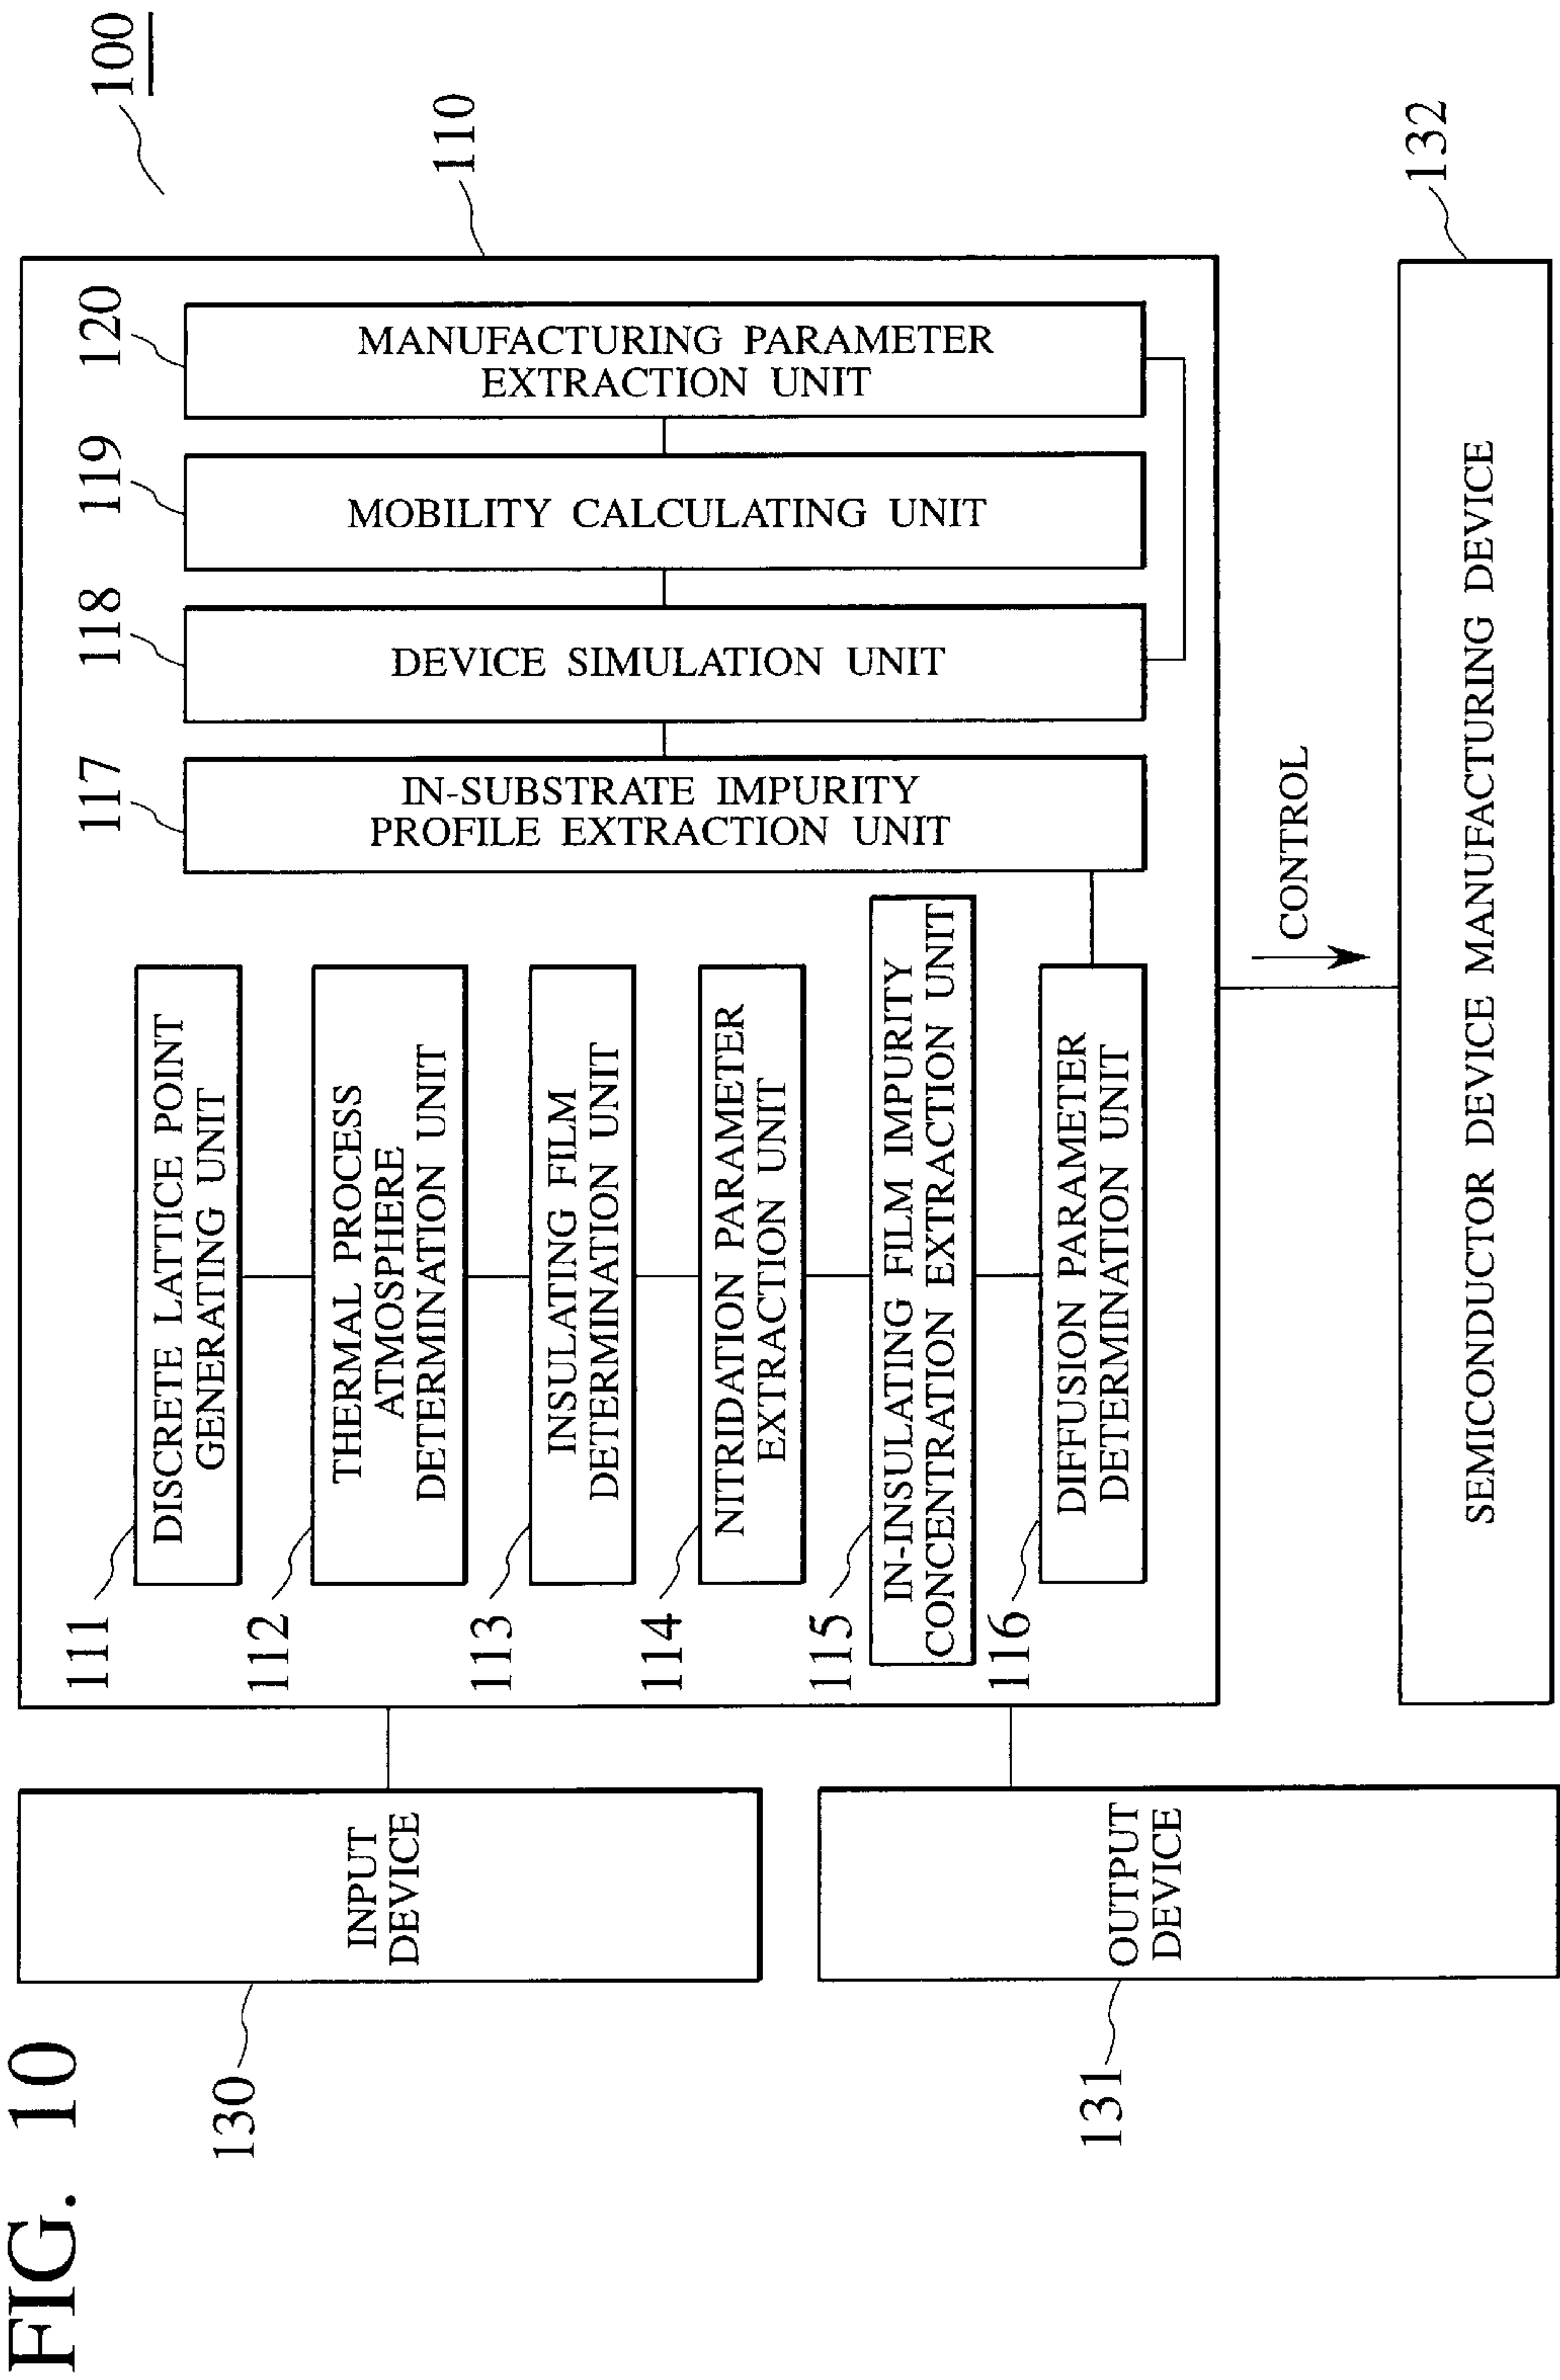 FIG. 10
100
110
130
INPUT
DEVICE
131
OUTPUT
DEVICE
111
DISCRETE LATTICE POINT
GENERATING UNIT
112
THERMAL PROCESS
ATMOSPHERE
DETERMINATION UNIT
113
INSULATING FILM
DETERMINATION UNIT
114
NITRIDATION PARAMETER
EXTRACTION UNIT
115
IN-INSULATING FILM IMPURITY
CONCENTRATION EXTRACTION UNIT
116
DIFFUSION PARAMETER
DETERMINATION UNIT
117
IN-SUBSTRATE IMPURITY
PROFILE EXTRACTION UNIT
118
DEVICE SIMULATION UNIT
119
MOBILITY CALCULATING UNIT
120
MANUFACTURING PARAMETER
EXTRACTION UNIT
CONTROL
132
SEMICONDUCTOR DEVICE MANUFACTURING DEVICE